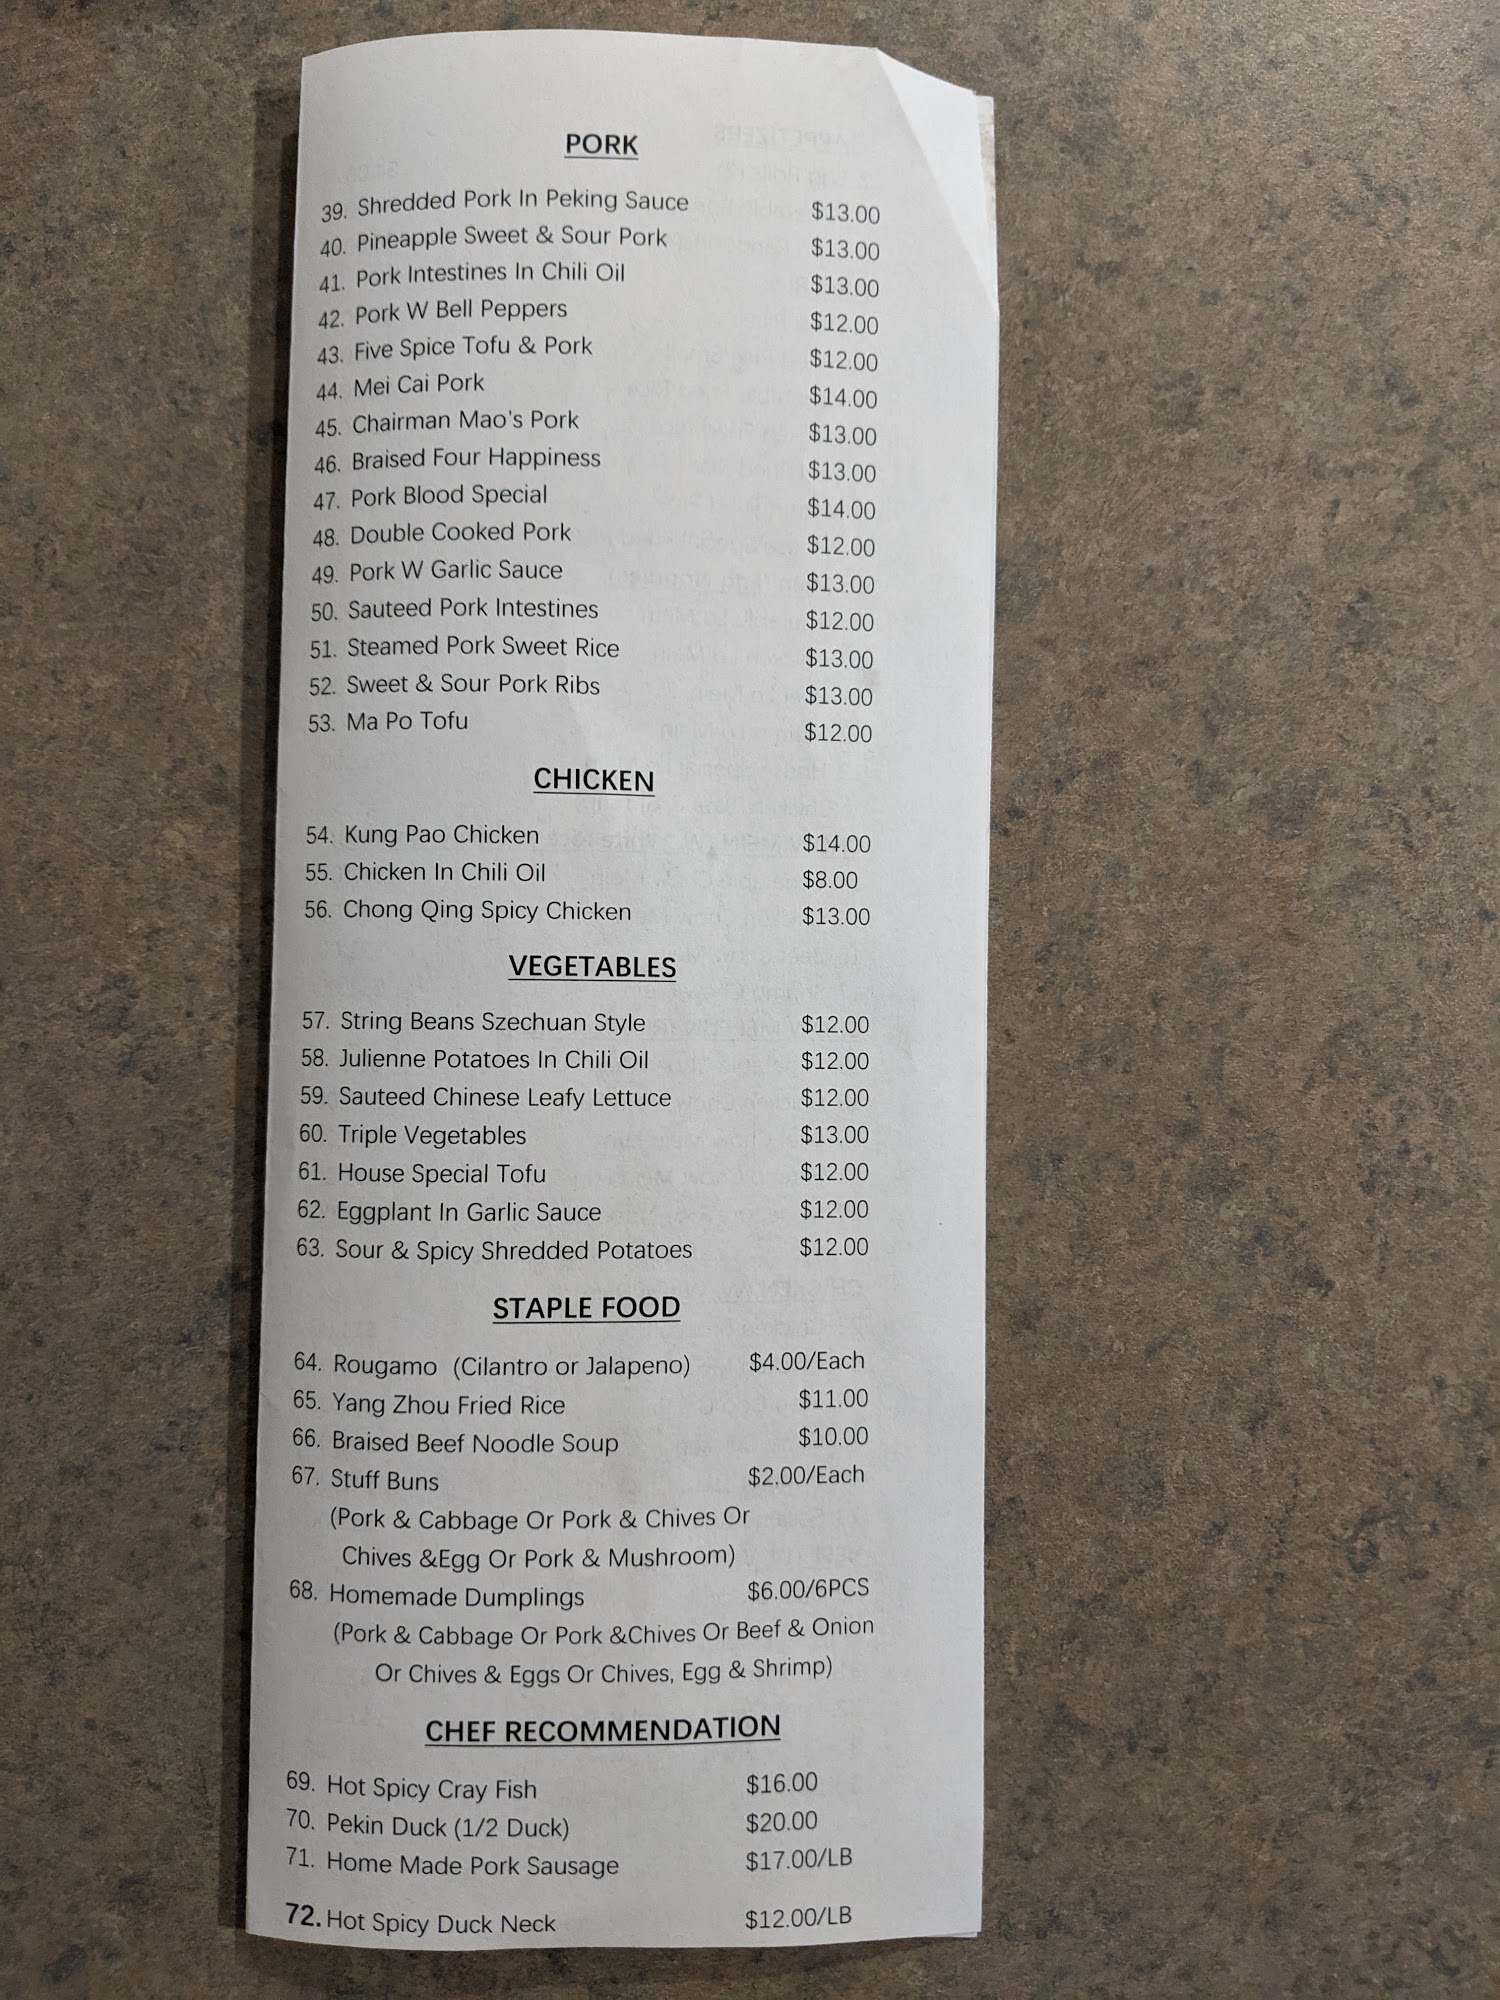 PORK
39. Shredded Pork In Peking Sauce $13.00
40. Pineapple Sweet & Sour Pork $13.00
41. Pork Intestines In Chili Oil $13.00
42. Pork W Bell Peppers $12.00
43. Five Spice Tofu & Pork $12.00
44. Mei Cai Pork $14.00
45. Chairman Mao's Pork $13.00
46. Braised Four Happiness $13.00
47. Pork Blood Special $14.00
48. Double Cooked Pork $12.00
49. Pork W Garlic Sauce $13.00
50. Sauteed Pork Intestines $12.00
51. Steamed Pork Sweet Rice $13.00
52. Sweet & Sour Pork Ribs $13.00
53. Ma Po Tofu $12.00
CHICKEN
54. Kung Pao Chicken $14.00
55. Chicken In Chili Oil $8.00
56. Chong Qing Spicy Chicken $13.00
VEGETABLES
57. String Beans Szechuan Style $12.00
58. Julienne Potatoes In Chili Oil $12.00
59. Sauteed Chinese Leafy Lettuce $12.00
60. Triple Vegetables $13.00
61. House Special Tofu $12.00
62. Eggplant In Garlic Sauce $12.00
63. Sour & Spicy Shredded Potatoes $12.00
STAPLE FOOD
64. Rougamo (Cilantro or Jalapeno) $4.00/Each
65. Yang Zhou Fried Rice $11.00
66. Braised Beef Noodle Soup $10.00
67. Stuff Buns $2.00/Each
(Pork & Cabbage Or Pork & Chives Or
Chives &Egg Or Pork & Mushroom)
68. Homemade Dumplings $6.00/6PCS
(Pork & Cabbage Or Pork &Chives Or Beef & Onion
Or Chives & Eggs Or Chives, Egg & Shrimp)
CHEF RECOMMENDATION
69. Hot Spicy Cray Fish $16.00
70. Pekin Duck (1/2 Duck) $20.00
71. Home Made Pork Sausage $17.00/LB
72. Hot Spicy Duck Neck $12.00/LB